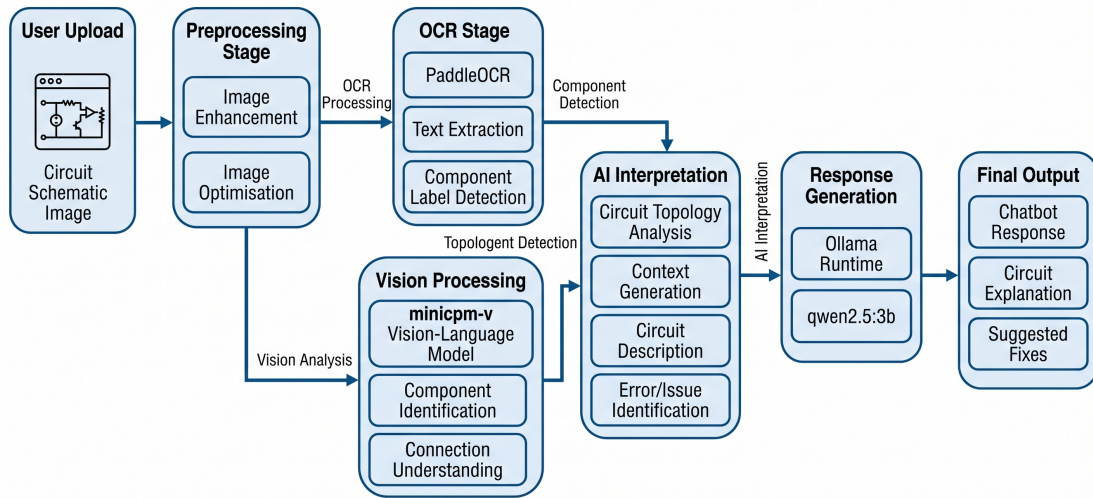 User Upload
Circuit
Schematic
Image
Preprocessing
Stage
Image
Enhancement
Image
Optimisation
OCR
Processing
OCR Stage
PaddleOCR
Text Extraction
Component
Label Detection
Component
Detection
Vision Analysis
Vision Processing
minicpm-v
Vision-Language
Model
Component
Identification
Connection
Understanding
Topologent Detection
AI Interpretation
Circuit Topology
Analysis
Context
Generation
Circuit
Description
Error/Issue
Identification
AI Interpretation
Response
Generation
Ollama
Runtime
qwen2.5:3b
Final Output
Chatbot
Response
Circuit
Explanation
Suggested
Fixes